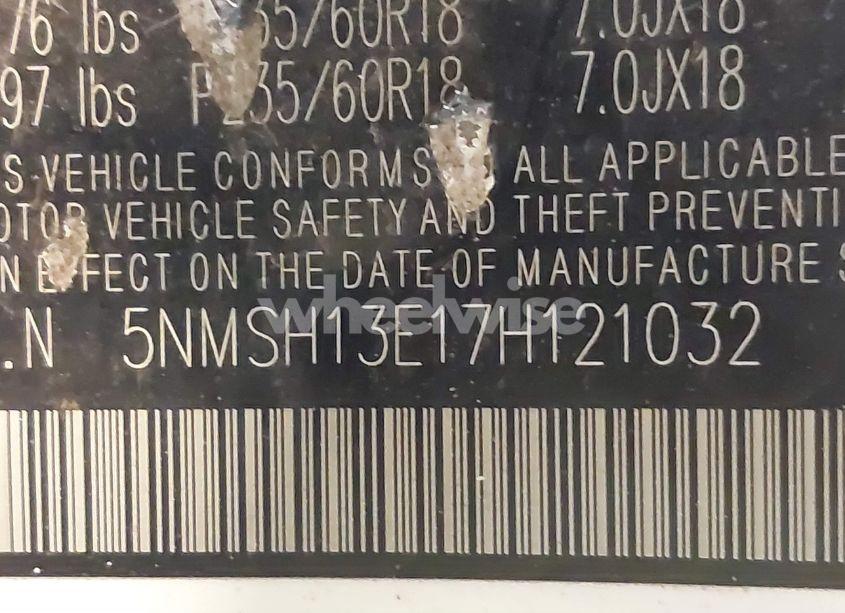 76 lbs P235/60R18 7.0JX18
97 lbs P235/60R18 7.0JX18
S VEHICLE CONFORMS ALL APPLICABLE
OTOR VEHICLE SAFETY AND THEFT PREVENTI
N EFFECT ON THE DATE OF MANUFACTURE S
.N 5NMSH13E17H121032
wheelwise